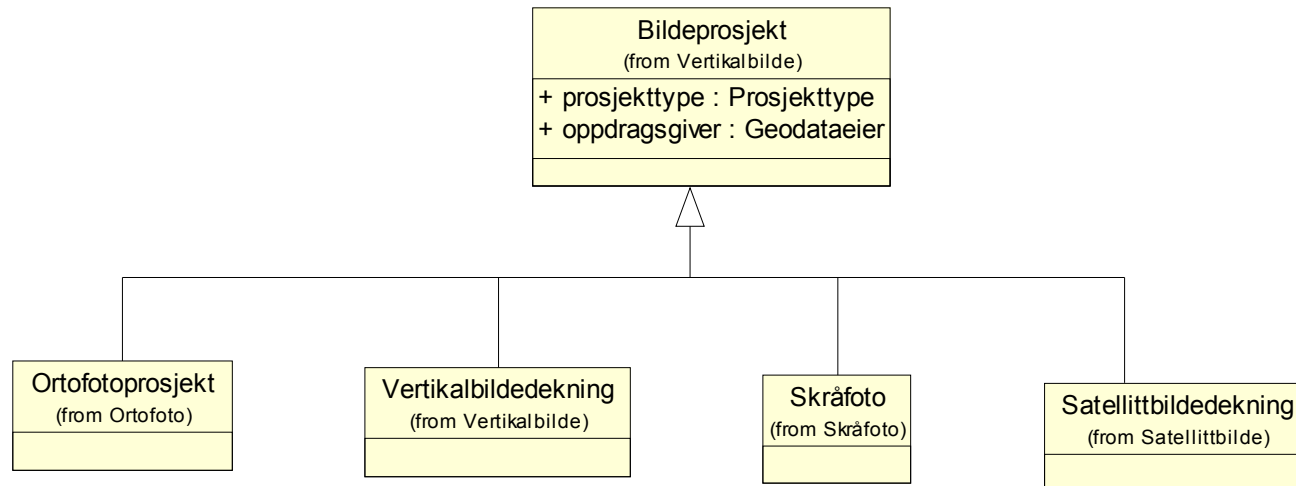 Bildeprosjekt
(from Vertikalbilde)
+ prosjekttype : Prosjekttype
+ oppdragsgiver : Geodataeier
Ortofotoprosjekt
(from Ortofoto)
Vertikalbildedekning
(from Vertikalbilde)
Skråfoto
(from Skråfoto)
Satellittbildedekning
(from Satellittbilde)